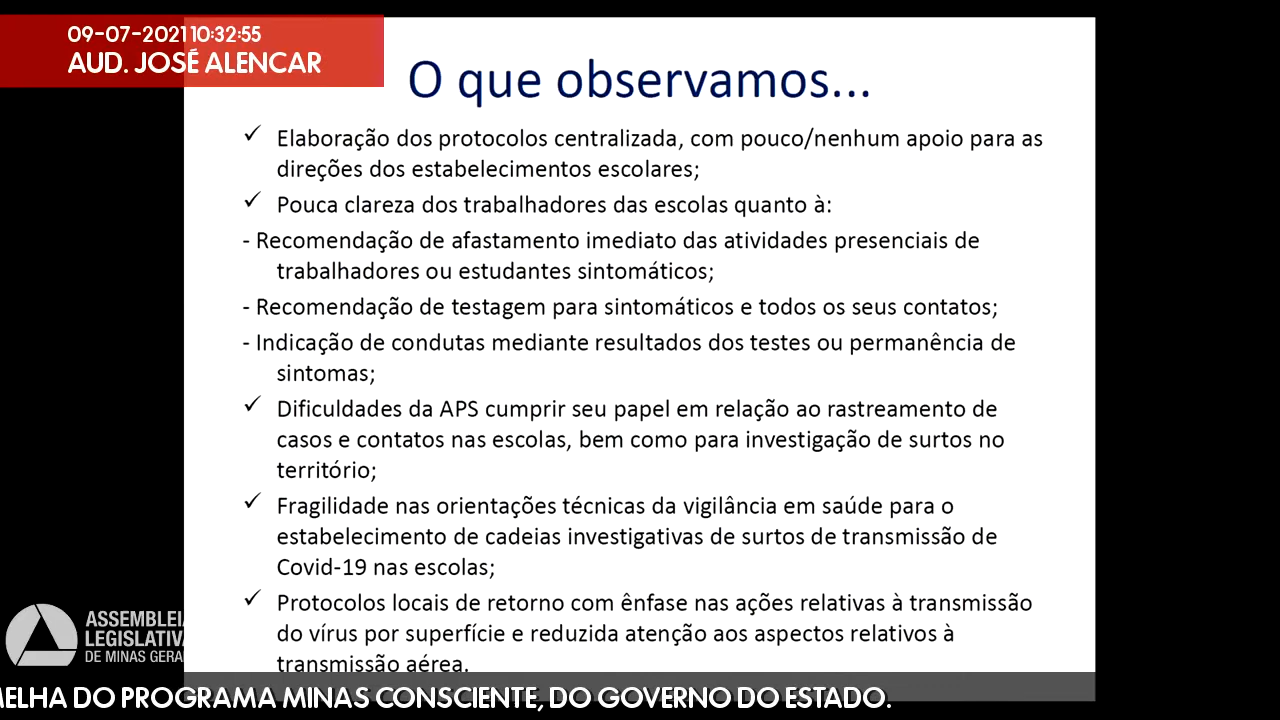 09-07-2021 10:32:55
AUD. JOSÉ ALENCAR
O que observamos...
✓ Elaboração dos protocolos centralizada, com pouco/nenhum apoio para as
direções dos estabelecimentos escolares;
✓ Pouca clareza dos trabalhadores das escolas quanto à:
- Recomendação de afastamento imediato das atividades presenciais de
trabalhadores ou estudantes sintomáticos;
- Recomendação de testagem para sintomáticos e todos os seus contatos;
- Indicação de condutas mediante resultados dos testes ou permanência de
sintomas;
✓ Dificuldades da APS cumprir seu papel em relação ao rastreamento de
casos e contatos nas escolas, bem como para investigação de surtos no
território;
✓ Fragilidade nas orientações técnicas da vigilância em saúde para o
estabelecimento de cadeias investigativas de surtos de transmissão de
Covid-19 nas escolas;
✓ Protocolos locais de retorno com ênfase nas ações relativas à transmissão
do vírus por superfície e reduzida atenção aos aspectos relativos à
transmissão aérea.
ASSEMBLEIA
LEGISLATIVA
DE MINAS GERAI
MELHA DO PROGRAMA MINAS CONSCIENTE, DO GOVERNO DO ESTADO.